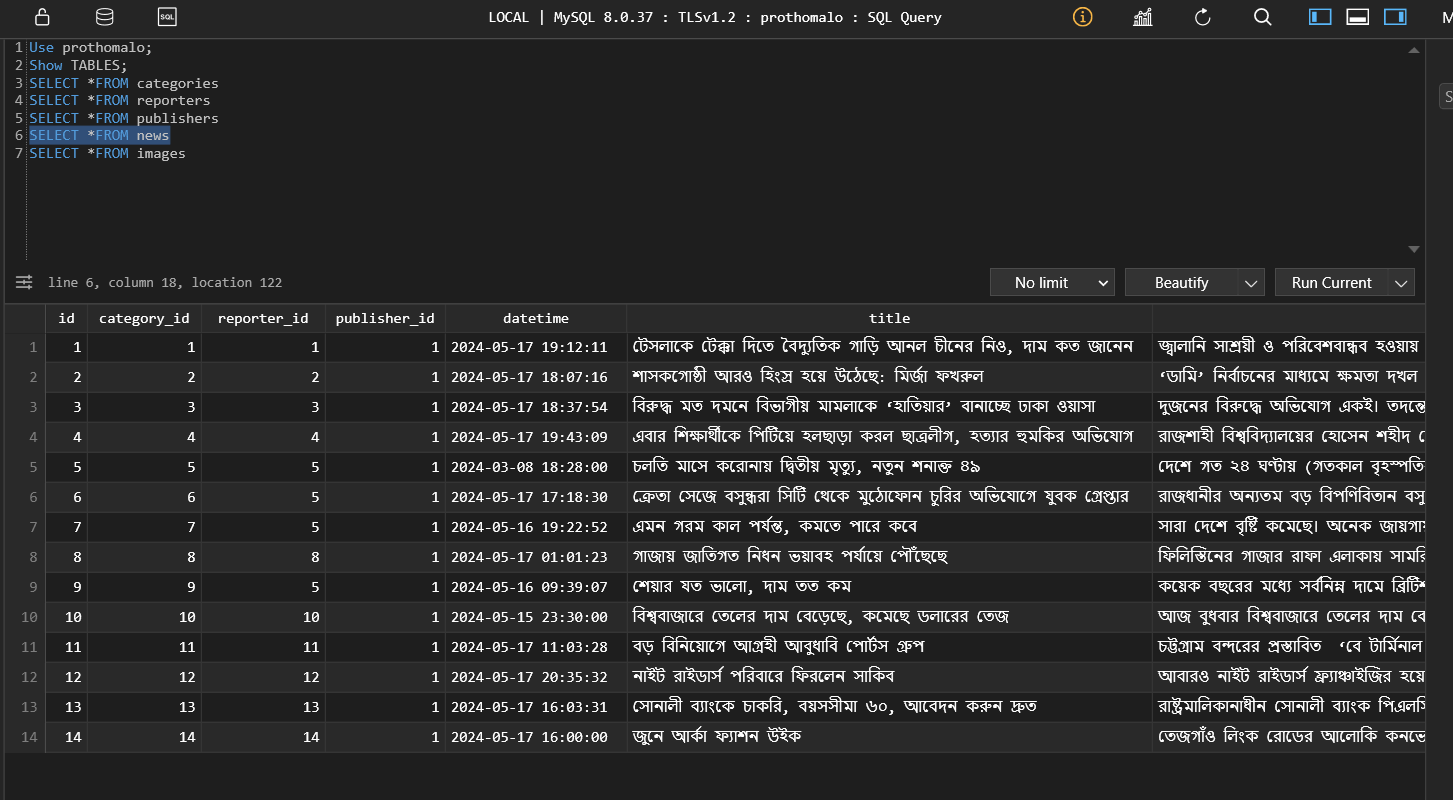 SQL LOCAL | MySQL 8.0.37 : TLSv1.2 : prothomalo : SQL Query
1 Use prothomalo;
2 Show TABLES;
3 SELECT *FROM categories
4 SELECT *FROM reporters
5 SELECT *FROM publishers
6 SELECT *FROM news
7 SELECT *FROM images
line 6, column 18, location 122 No limit Beautify Run Current
id category_id reporter_id publisher_id datetime title
1 1 1 1 1 2024-05-17 19:12:11 টেসলাকে টেক্কা দিতে বৈদ্যুতিক গাড়ি আনল চীনের নিও, দাম কত জানেন জ্বালানি সাশ্রয়ী ও পরিবেশবান্ধব হওয়ায়
2 2 2 2 1 2024-05-17 18:07:16 শাসকগোষ্ঠী আরও হিংস্র হয়ে উঠেছে: মির্জা ফখরুল ‘ডামি’ নির্বাচনের মাধ্যমে ক্ষমতা দখল
3 3 3 3 1 2024-05-17 18:37:54 বিরুদ্ধ মত দমনে বিভাগীয় মামলাকে ‘হাতিয়ার’ বানাচ্ছে ঢাকা ওয়াসা দুজনের বিরুদ্ধে অভিযোগ একই। তদন্তে
4 4 4 4 1 2024-05-17 19:43:09 এবার শিক্ষার্থীকে পিটিয়ে হলছাড়া করল ছাত্রলীগ, হত্যার হুমকির অভিযোগ রাজশাহী বিশ্ববিদ্যালয়ের হোসেন শহীদ
5 5 5 5 1 2024-03-08 18:28:00 চলতি মাসে করোনায় দ্বিতীয় মৃত্যু, নতুন শনাক্ত ৪৯ দেশে গত ২৪ ঘণ্টায় (গতকাল বৃহস্পতি
6 6 6 5 1 2024-05-17 17:18:30 ক্রেতা সেজে বসুন্ধরা সিটি থেকে মুঠোফোন চুরির অভিযোগে যুবক গ্রেপ্তার রাজধানীর অন্যতম বড় বিপণিবিতান বসু
7 7 7 5 1 2024-05-16 19:22:52 এমন গরম কাল পর্যন্ত, কমতে পারে কবে সারা দেশে বৃষ্টি কমেছে। অনেক জায়গায়
8 8 8 8 1 2024-05-17 01:01:23 গাজায় জাতিগত নিধন ভয়াবহ পর্যায়ে পৌঁছেছে ফিলিস্তিনের গাজার রাফা এলাকায় সামরি
9 9 9 5 1 2024-05-16 09:39:07 শেয়ার যত ভালো, দাম তত কম কয়েক বছরের মধ্যে সর্বনিম্ন দামে ব্রিটিশ
10 10 10 10 1 2024-05-15 23:30:00 বিশ্ববাজারে তেলের দাম বেড়েছে, কমেছে ডলারের তেজ আজ বুধবার বিশ্ববাজারে তেলের দাম বে
11 11 11 11 1 2024-05-17 11:03:28 বড় বিনিয়োগে আগ্রহী আবুধাবি পোর্টস গ্রুপ চট্টগ্রাম বন্দরের প্রস্তাবিত ‘বে টার্মিনাল
12 12 12 12 1 2024-05-17 20:35:32 নাইট রাইডার্স পরিবারে ফিরলেন সাকিব আবারও নাইট রাইডার্স ফ্র্যাঞ্চাইজির হয়ে
13 13 13 13 1 2024-05-17 16:03:31 সোনালী ব্যাংকে চাকরি, বয়সসীমা ৬০, আবেদন করুন দ্রুত রাষ্ট্রমালিকানাধীন সোনালী ব্যাংক পিএলসি
14 14 14 14 1 2024-05-17 16:00:00 জুনে আর্কা ফ্যাশন উইক তেজগাঁও লিংক রোডের আলোকি কনভে